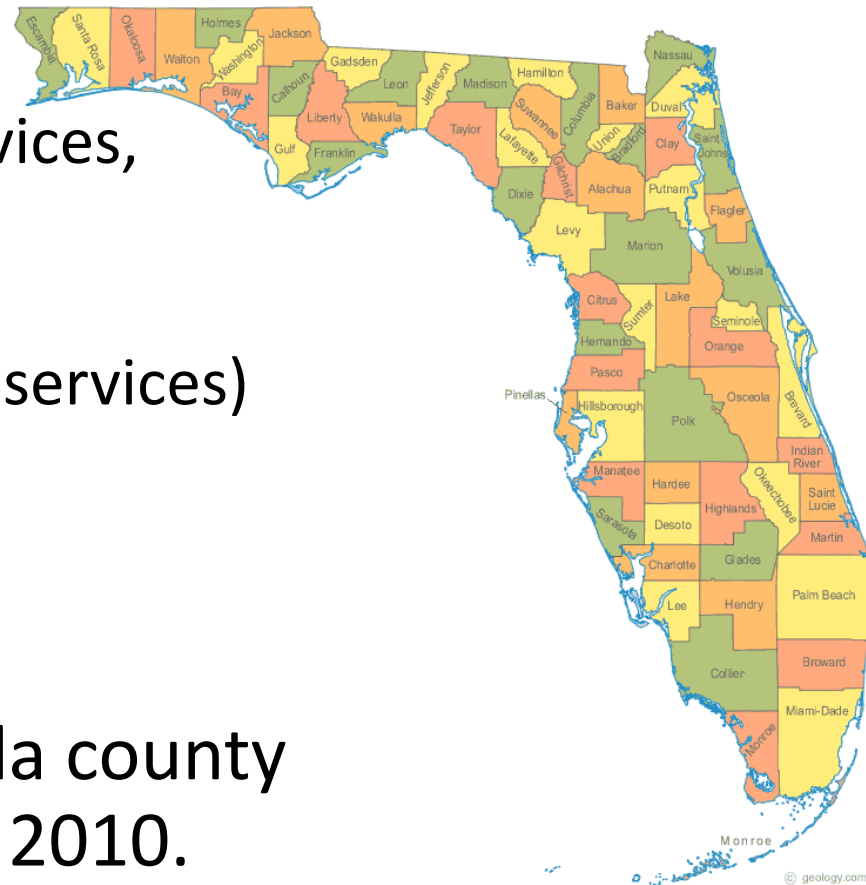 vices,
services)
la county
2010.
Escambia
Santa Rosa
Okaloosa
Walton
Holmes
Washington
Jackson
Bay
Calhoun
Gulf
Liberty
Gadsden
Franklin
Leon
Wakulla
Jefferson
Madison
Taylor
Hamilton
Suwannee
Lafayette
Columbia
Dixie
Gilchrist
Baker
Union
Bradford
Nassau
Duval
Clay
Saint
Johns
Alachua
Putnam
Flagler
Levy
Marion
Volusia
Citrus
Sumter
Lake
Seminole
Hernando
Orange
Pasco
Pinellas
Hillsborough
Polk
Osceola
Brevard
Indian
River
Manatee
Hardee
Highlands
Okeechobee
Saint
Lucie
Sarasota
Desoto
Martin
Charlotte
Glades
Lee
Hendry
Palm Beach
Collier
Broward
Miami-Dade
Monroe
Monroe
© geology.com